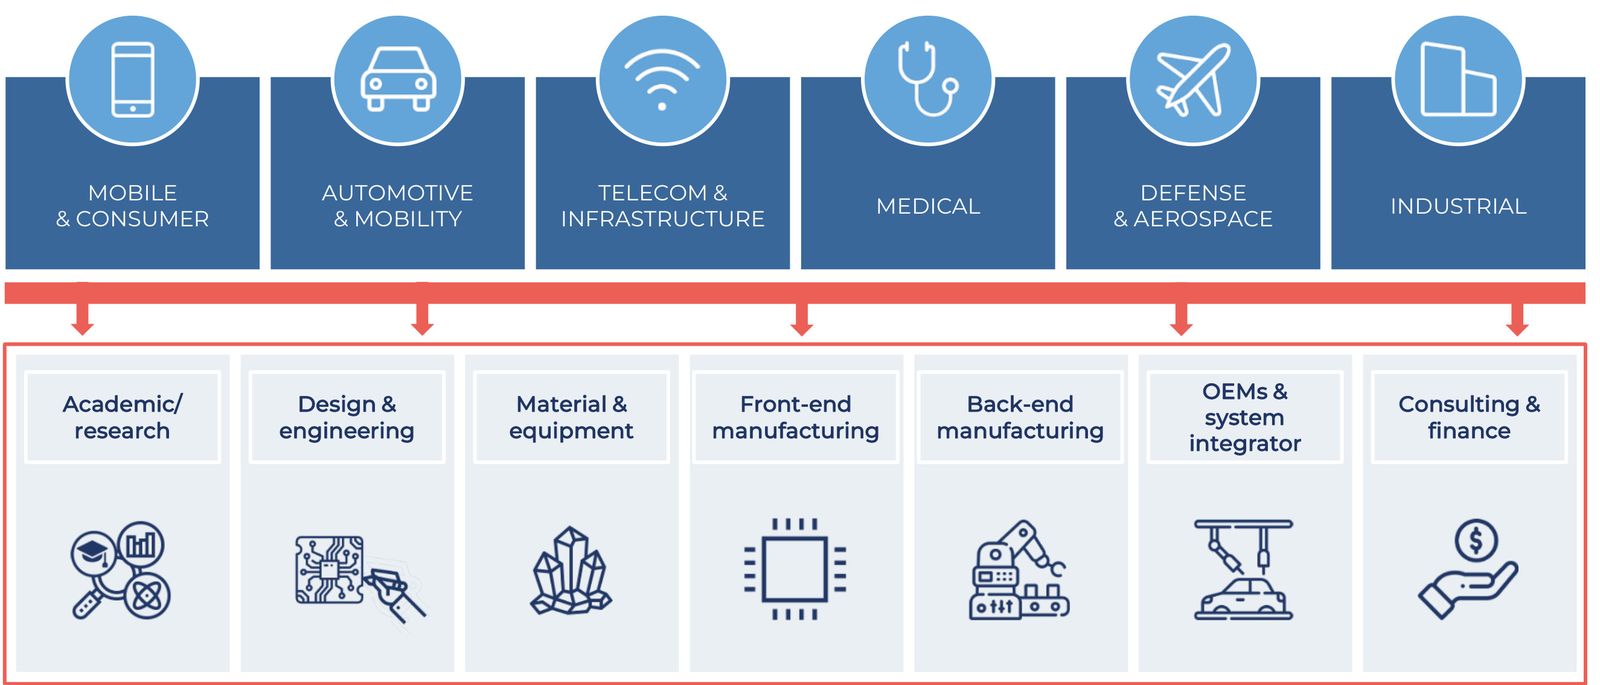 MOBILE
& CONSUMER
AUTOMOTIVE
& MOBILITY
TELECOM &
INFRASTRUCTURE
MEDICAL
DEFENSE
& AEROSPACE
INDUSTRIAL
Academic/
research
Design &
engineering
Material &
equipment
Front-end
manufacturing
Back-end
manufacturing
OEMs &
system
integrator
Consulting &
finance
$